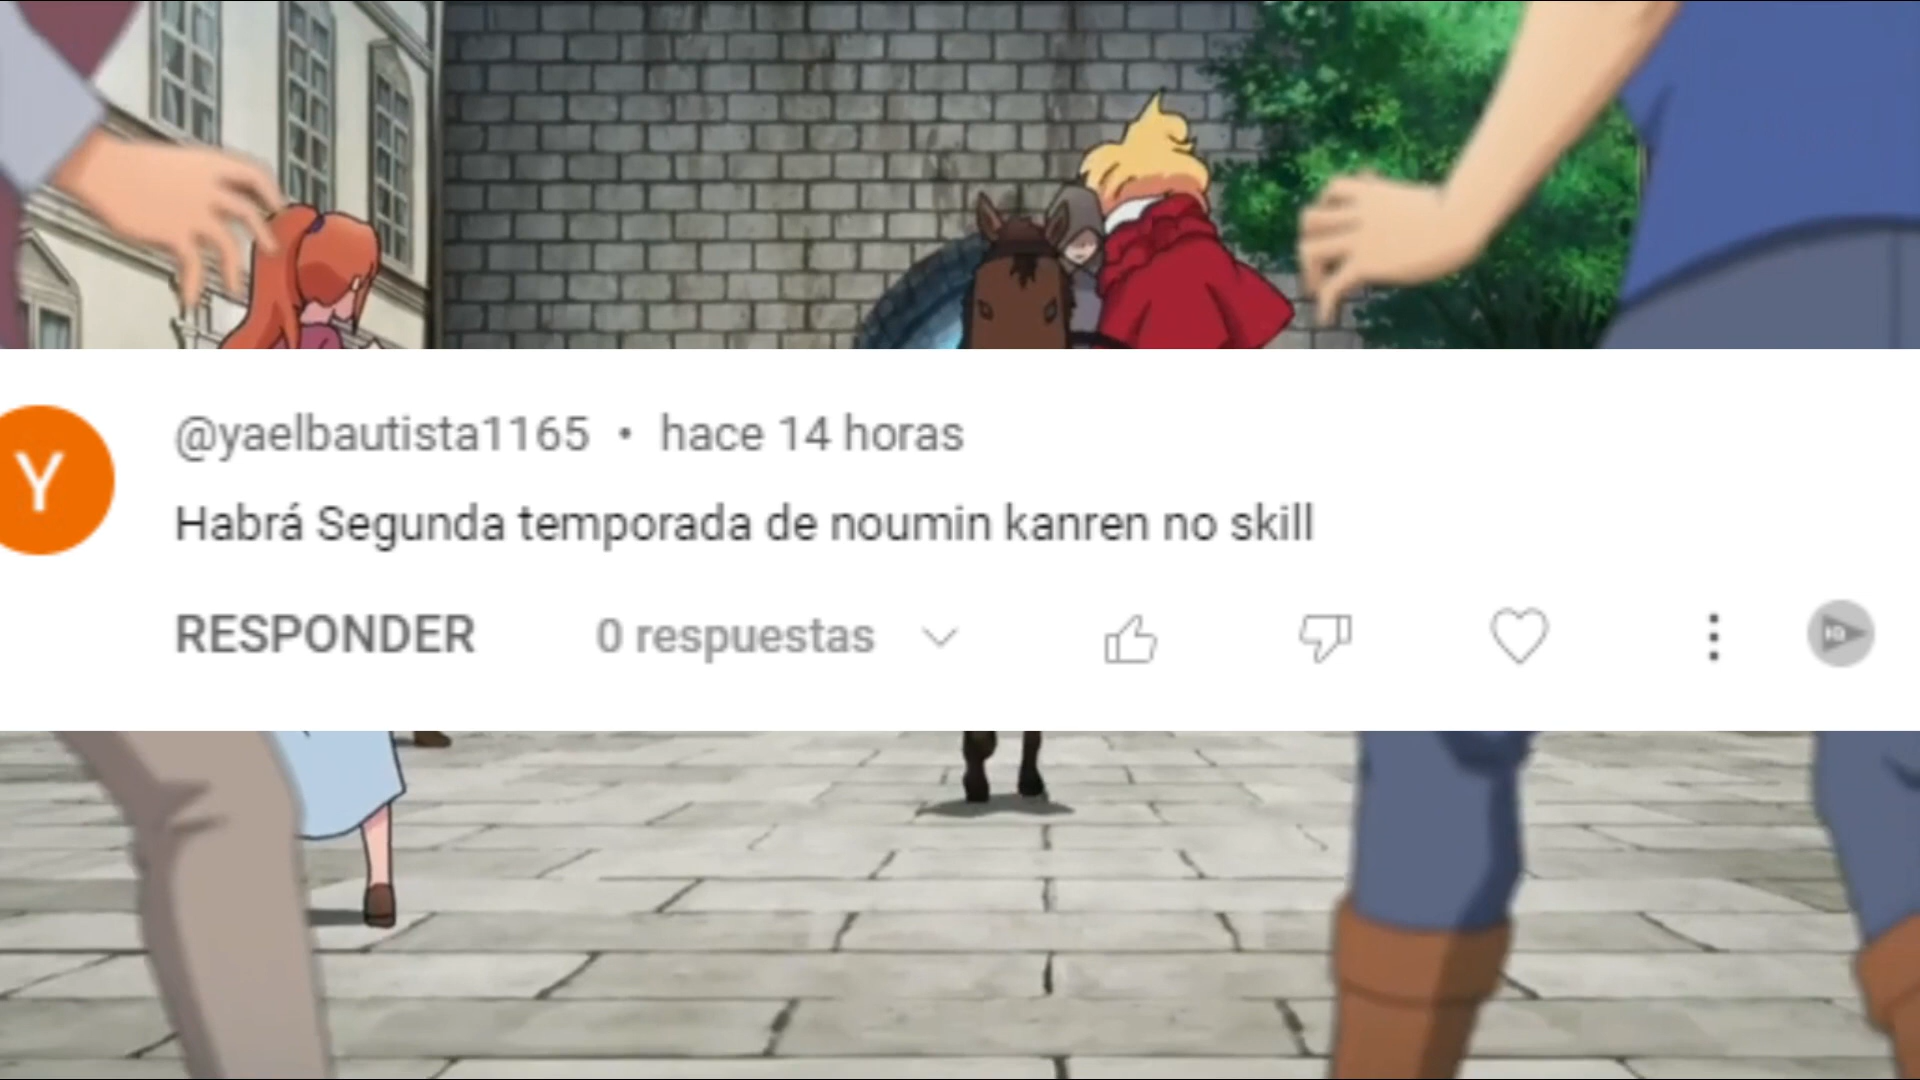 Y
@yaelbautista1165 • hace 14 horas
Habrá Segunda temporada de noumin kanren no skill
RESPONDER 0 respuestas